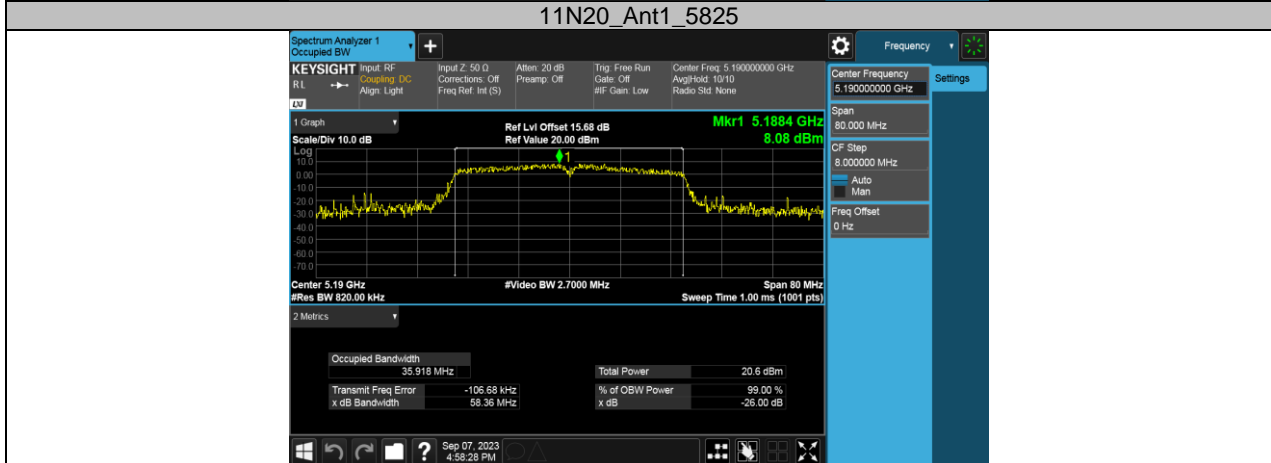 11N20_Ant1_5825
Spectrum Analyzer 1
Occupied BW
+
Frequency
KEYSIGHT Input: RF Input Z: 50 Ω Atten: 20 dB Trig: Free Run Center Freq: 5.190000000 GHz
RL Coupling: DC Corrections: Off Preamp: Off Gate: Off Avg|Hold: 10/10
Align: Light Freq Ref: Int (S) #IF Gain: Low Radio Std: None
LXI
Center Frequency
5.190000000 GHz
Settings
Span
80.000 MHz
CF Step
8.000000 MHz
Auto
Man
Freq Offset
0 Hz
1 Graph
Ref Lvl Offset 15.68 dB
Mkr1 5.1884 GHz
Scale/Div 10.0 dB
Ref Value 20.00 dBm
8.08 dBm
Log
1
10.0
0.00
-10.0
-20.0
-30.0
-40.0
-50.0
-60.0
-70.0
Center 5.19 GHz #Video BW 2.7000 MHz Span 80 MHz
#Res BW 820.00 kHz Sweep Time 1.00 ms (1001 pts)
2 Metrics
Occupied Bandwidth
35.918 MHz Total Power 20.6 dBm
Transmit Freq Error -106.68 kHz % of OBW Power 99.00 %
x dB Bandwidth 58.36 MHz x dB -26.00 dB
? Sep 07, 2023
4:58:28 PM